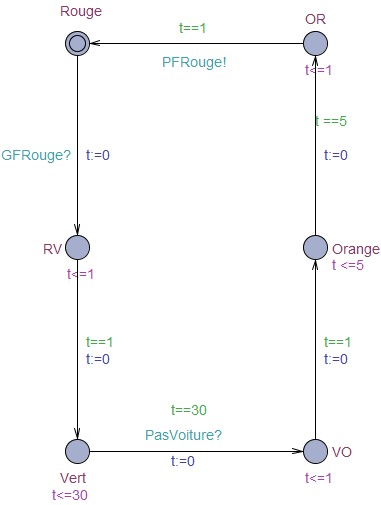 Rouge
OR
t==1
PFRouge!
t<=1
t ==5
GFRouge?
t:=0
t:=0
RV
t<=1
Orange
t <=5
t==1
t:=0
t==1
t:=0
t==30
PasVoiture?
t:=0
VO
Vert
t<=30
t<=1